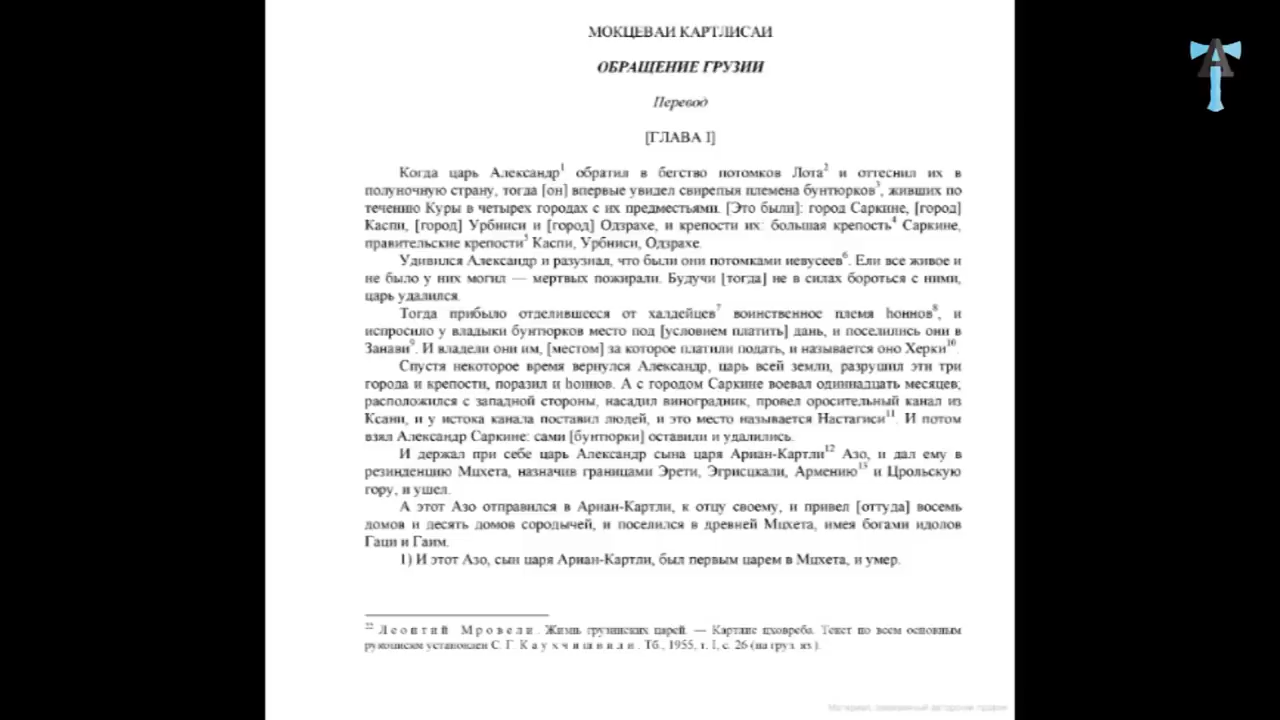 МОКЦЕВАИ КАРТЛИСАИ
ОБРАЩЕНИЕ ГРУЗИИ
Перевод
[ГЛАВА I]
Когда царь Александр¹ обратил в бегство потомков Лота² и оттеснил их в
полуночную страну, тогда [он] впервые увидел свирепыя племена бунтюрков³, живших по
течению Куры в четырех городах с их предместьями. [Это были]: город Саркине, [город]
Каспи, [город] Урбниси и [город] Одзрахе, и крепости их: большая крепость⁴ Саркине,
правительские крепости⁵ Каспи, Урбниси, Одзрахе.
Удивился Александр и разузнал, что были они потомками иевусеев⁶. Ели все живое и
не было у них могил — мертвых пожирали. Будучи [тогда] не в силах бороться с ними,
царь удалился.
Тогда прибыло отделившееся от халдейцев⁷ воинственное племя hоннов⁸, и
испросило у владыки бунтюрков место под [условием платить] дань, и поселились они в
Занави⁹. И владели они им, [местом] за которое платили подать, и называется оно Херки¹⁰.
Спустя некоторое время вернулся Александр, царь всей земли, разрушил эти три
города и крепости, поразил и hоннов. А с городом Саркине воевал одиннадцать месяцев;
расположился с западной стороны, насадил виноградник, провел оросительный канал из
Ксани, и у истока канала поставил людей, и это место называется Настагиси¹¹. И потом
взял Александр Саркине: сами [бунтюрки] оставили и удалились.
И держал при себе царь Александр сына царя Ариан-Картли¹² Азо, и дал ему в
резинденцию Мцхета, назначив границами Эрети, Эгрисцкали, Армению¹³ и Црольскую
гору, и ушел.
А этот Азо отправился в Ариан-Картли, к отцу своему, и привел [оттуда] восемь
домов и десять домов сородычей, и поселился в древней Мцхета, имея богами идолов
Гаци и Гаим.
1) И этот Азо, сын царя Ариан-Картли, был первым царем в Мцхета, и умер.
²² Леонтий Мровели. Жизнь грузинских царей. — Картлис цховреба. Текст по всем основным
рукописям установлен С. Г. Каухчишвили. Тб., 1955, т. I, с. 26 (на груз. яз.).
Материал, защищенный авторским правом